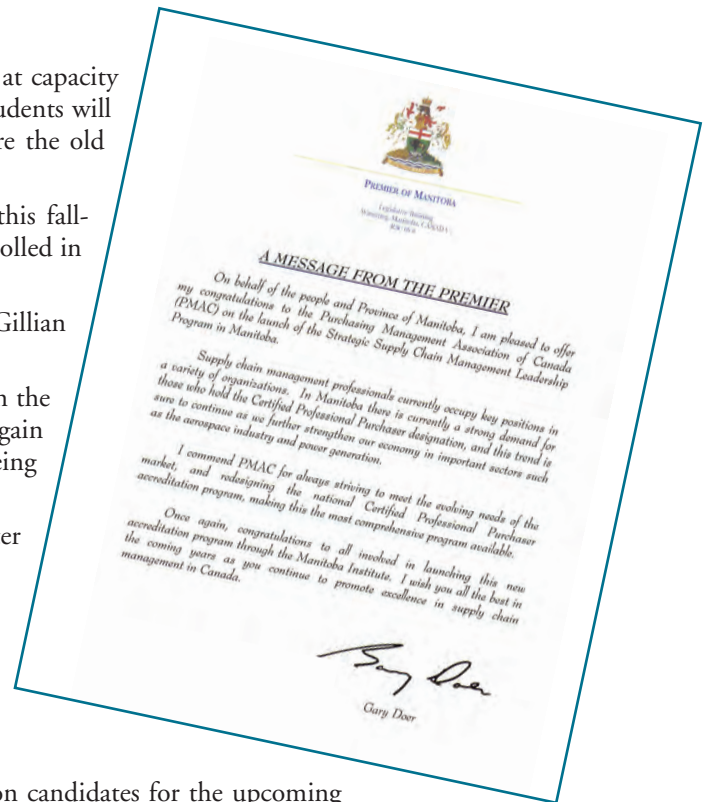 at capacity
udents will
re the old
this fall-
olled in
Gillian
n the
gain
eing
er
PREMIER OF MANITOBA
Legislative Building
Winnipeg, Manitoba, CANADA
A MESSAGE FROM THE PREMIER
On behalf of the people and Province of Manitoba, I am pleased to offer
my congratulations to the Purchasing Management Association of Canada
(PMAC) on the launch of the Strategic Supply Chain Management Leadership
Program in Manitoba.
Supply chain management professionals currently occupy key positions in
a variety of organizations. In Manitoba there is currently a strong demand for
those who hold the Certified Professional Purchaser designation, and this trend is
sure to continue as we further strengthen our economy in important sectors such
as the aerospace industry and power generation.
I commend PMAC for always striving to meet the evolving needs of the
market, and redesigning the national Certified Professional Purchaser
accreditation program, making this the most comprehensive program available.
Once again, congratulations to all involved in launching this new
accreditation program through the Manitoba Institute. I wish you all the best in
the coming years as you continue to promote excellence in supply chain
management in Canada.
Gary Doer
Gary Doer
on candidates for the upcoming